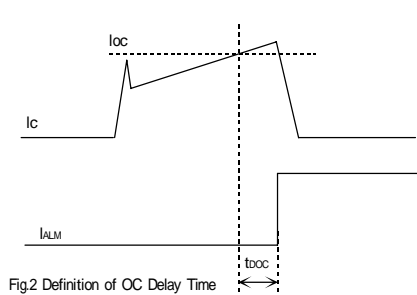 Ioc
Ic
IALM
tDOC
Fig.2 Definition of OC Delay Time